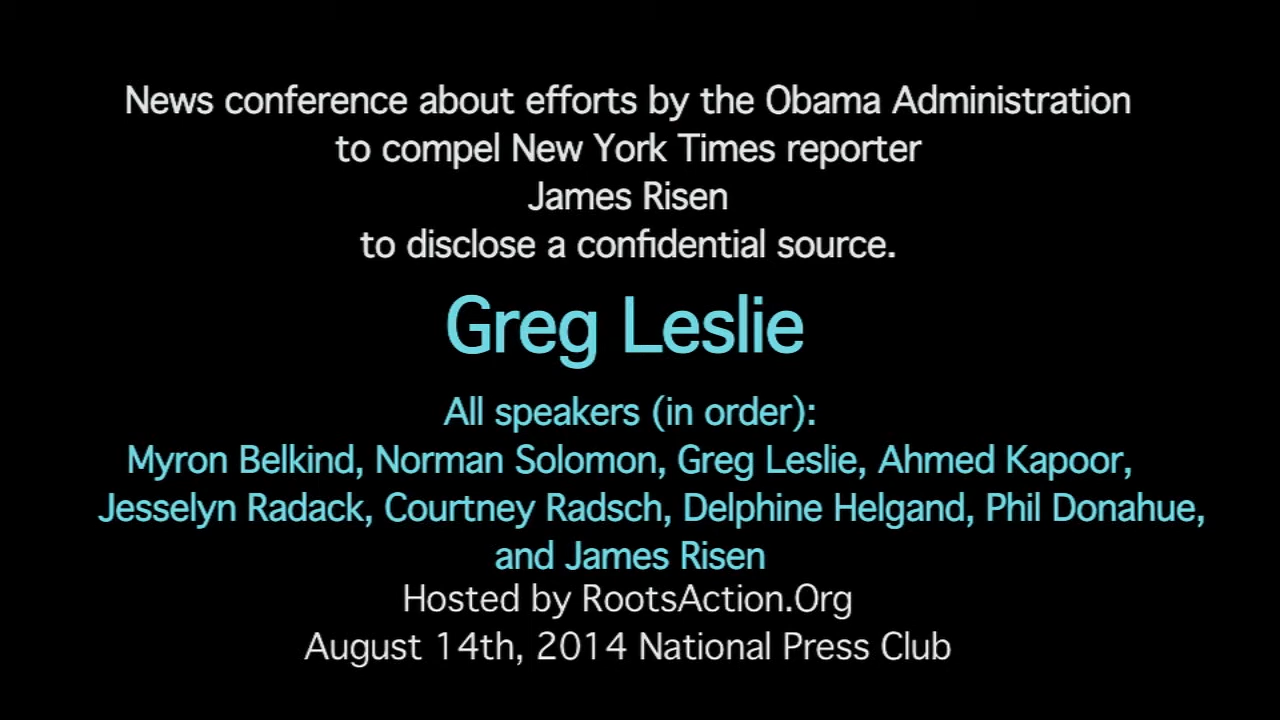 News conference about efforts by the Obama Administration
to compel New York Times reporter
James Risen
to disclose a confidential source.
Greg Leslie
All speakers (in order):
Myron Belkind, Norman Solomon, Greg Leslie, Ahmed Kapoor,
Jesselyn Radack, Courtney Radsch, Delphine Helgand, Phil Donahue,
and James Risen
Hosted by RootsAction.Org
August 14th, 2014 National Press Club